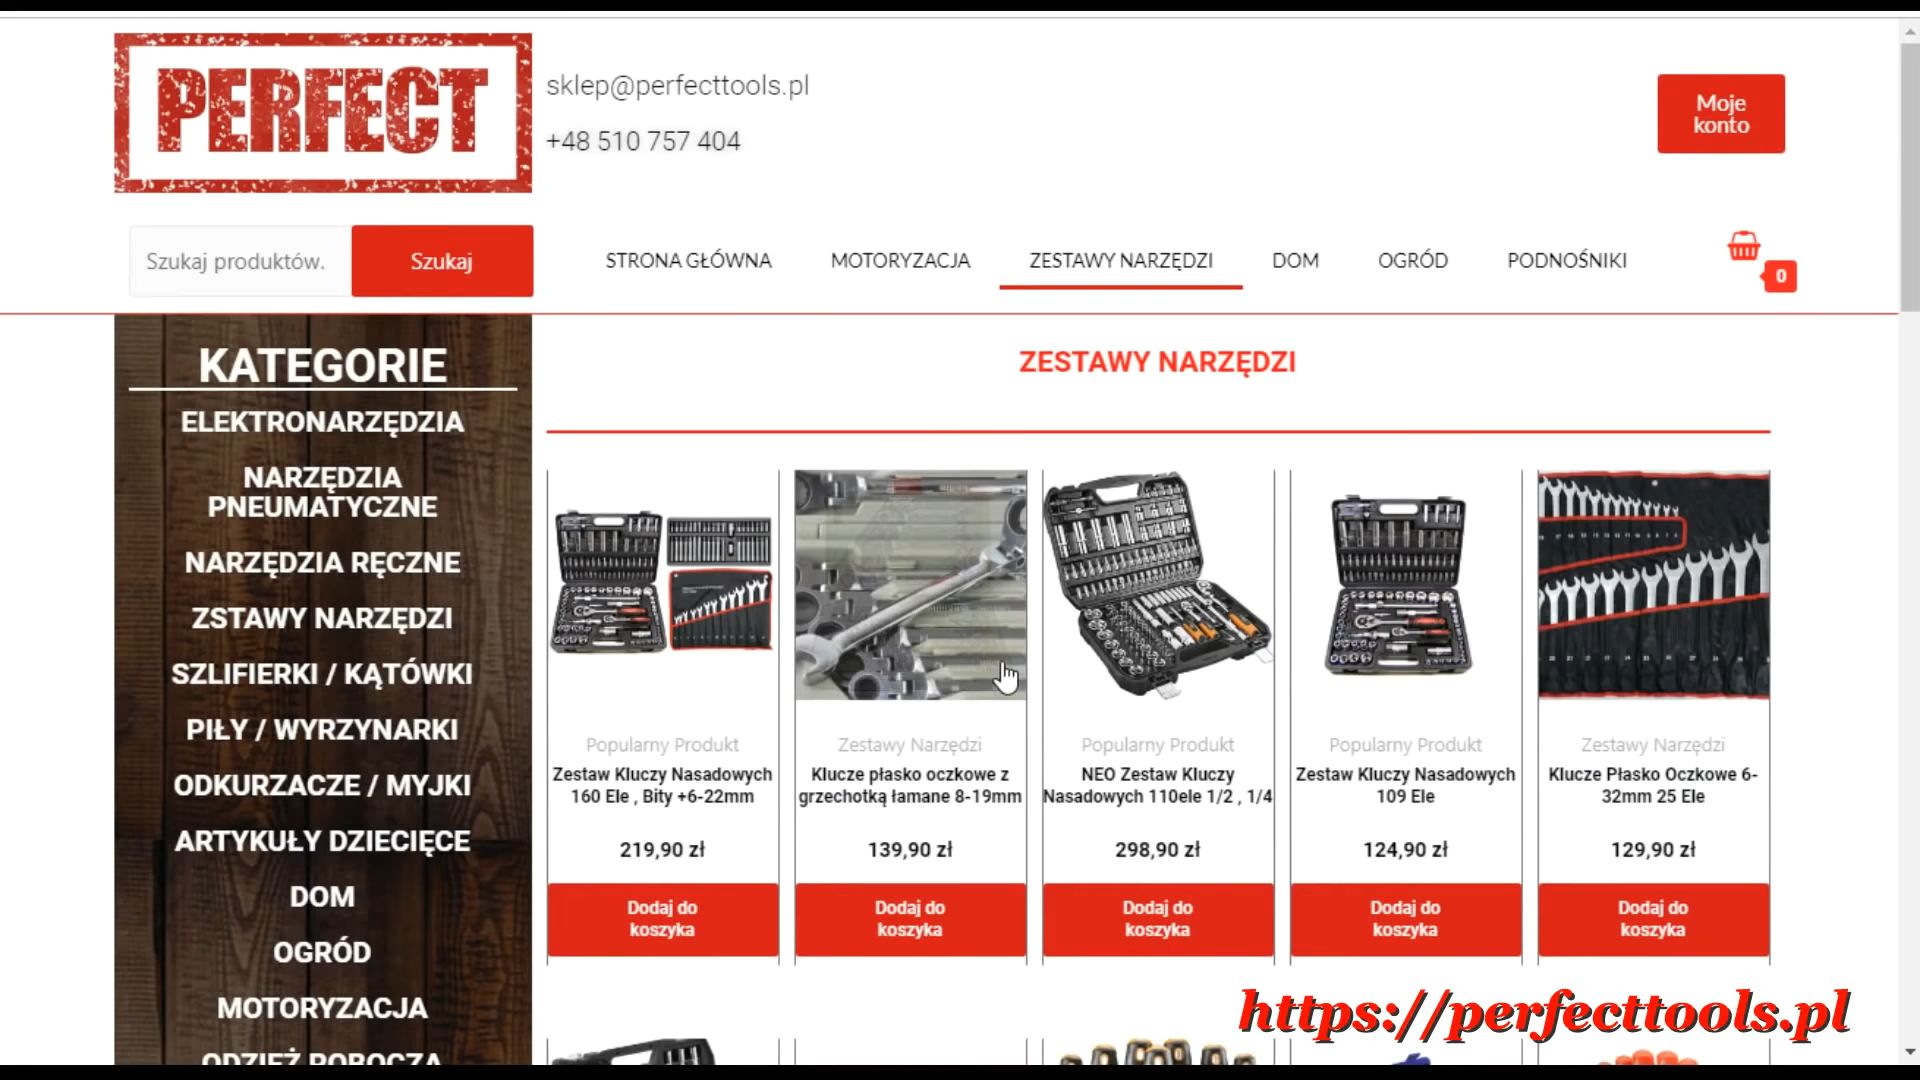 PERFECT
sklep@perfecttools.pl
+48 510 757 404
Moje
konto
Szukaj produktów.
Szukaj
STRONA GŁÓWNA
MOTORYZACJA
ZESTAWY NARZĘDZI
DOM
OGRÓD
PODNOŚNIKI
0
KATEGORIE
ELEKTRONARZĘDZIA
NARZĘDZIA
PNEUMATYCZNE
NARZĘDZIA RĘCZNE
ZSTAWY NARZĘDZI
SZLIFIERKI / KĄTÓWKI
PIŁY / WYRZYNARKI
ODKURZACZE / MYJKI
ARTYKUŁY DZIECIĘCE
DOM
OGRÓD
MOTORYZACJA
ODZIEŻ ROBOCZA
ZESTAWY NARZĘDZI
Popularny Produkt
Zestaw Kluczy Nasadowych
160 Ele , Bity +6-22mm
219,90 zł
Dodaj do
koszyka
Zestawy Narzędzi
Klucze płasko oczkowe z
grzechotką łamane 8-19mm
139,90 zł
Dodaj do
koszyka
Popularny Produkt
NEO Zestaw Kluczy
Nasadowych 110ele 1/2 , 1/4
298,90 zł
Dodaj do
koszyka
Popularny Produkt
Zestaw Kluczy Nasadowych
109 Ele
124,90 zł
Dodaj do
koszyka
Zestawy Narzędzi
Klucze Płasko Oczkowe 6-
32mm 25 Ele
129,90 zł
Dodaj do
koszyka
https://perfecttools.pl